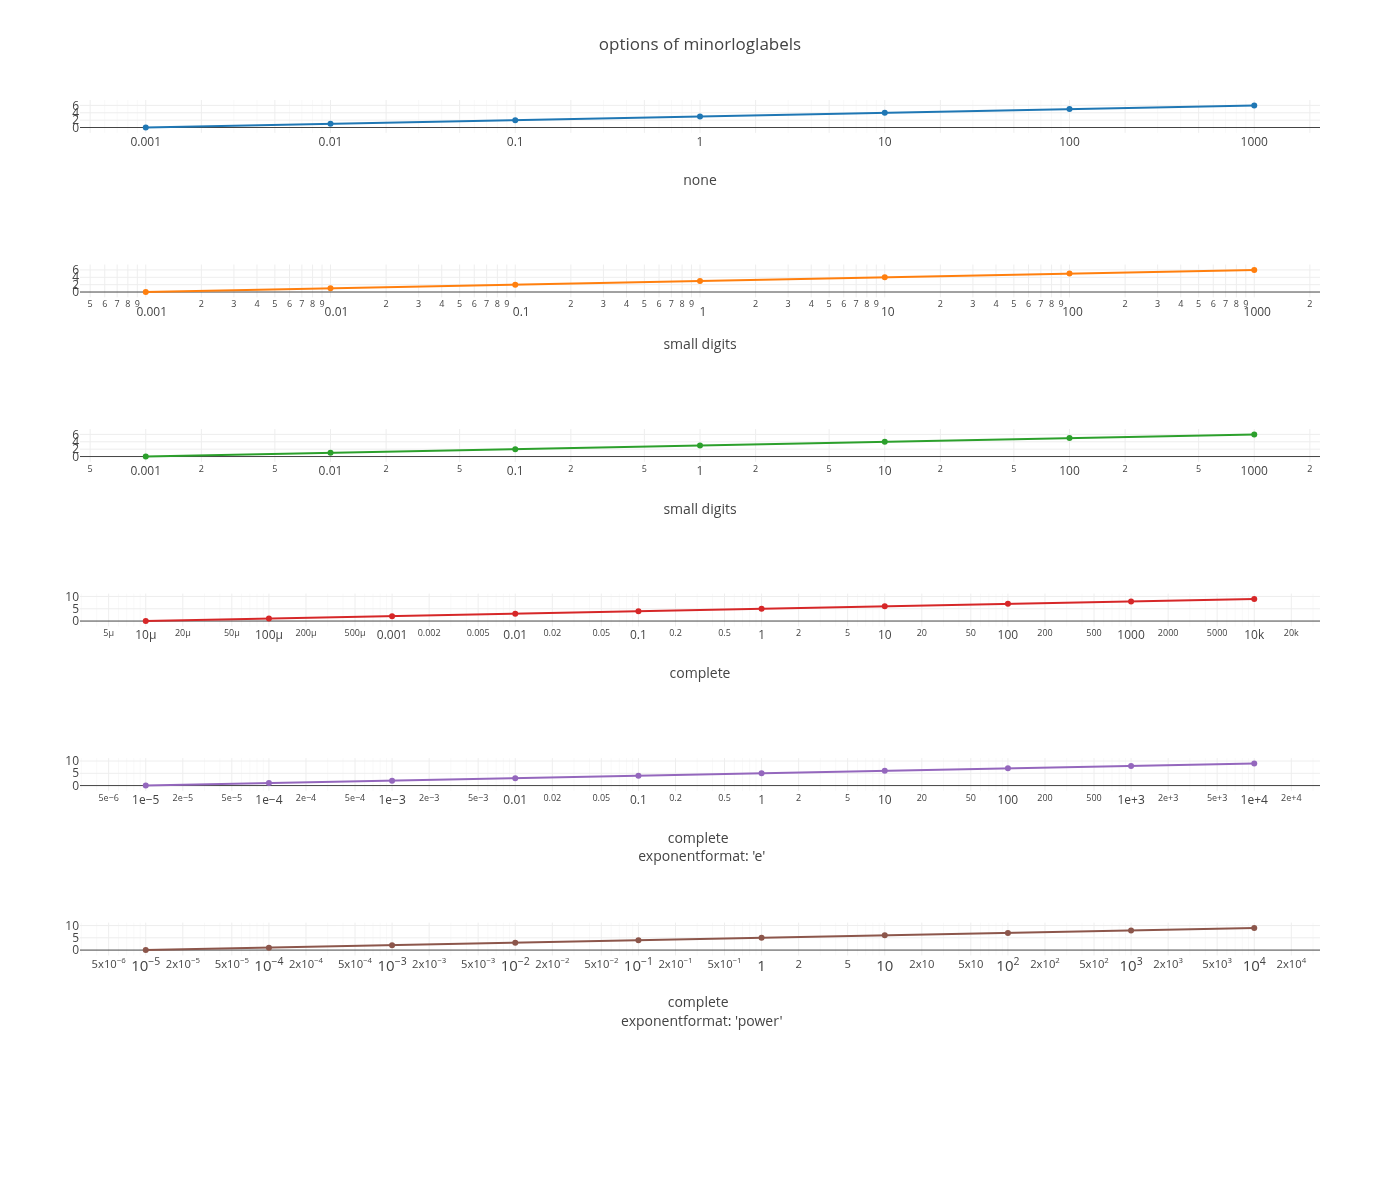 options of minorloglabels
6
4
2
0
0.001 0.01 0.1 1 10 100 1000
none
6
4
2
0
5 6 7 8 9 2 3 4 5 6 7 8 9 2 3 4 5 6 7 8 9 2 3 4 5 6 7 8 9 2 3 4 5 6 7 8 9 2 3 4 5 6 7 8 9 2 3 4 5 6 7 8 9 2
0.001 0.01 0.1 1 10 100 1000
small digits
6
4
2
0
5 0.001 2 5 0.01 2 5 0.1 2 5 1 2 5 10 2 5 100 2 5 1000 2
small digits
10
5
0
5μ 10μ 20μ 50μ 100μ 200μ 500μ 0.001 0.002 0.005 0.01 0.02 0.05 0.1 0.2 0.5 1 2 5 10 20 50 100 200 500 1000 2000 5000 10k 20k
complete
10
5
0
5e−6 1e−5 2e−5 5e−5 1e−4 2e−4 5e−4 1e−3 2e−3 5e−3 0.01 0.02 0.05 0.1 0.2 0.5 1 2 5 10 20 50 100 200 500 1e+3 2e+3 5e+3 1e+4 2e+4
complete
exponentformat: 'e'
10
5
0
5x10⁻⁶ 10⁻⁵ 2x10⁻⁵ 5x10⁻⁵ 10⁻⁴ 2x10⁻⁴ 5x10⁻⁴ 10⁻³ 2x10⁻³ 5x10⁻³ 10⁻² 2x10⁻² 5x10⁻² 10⁻¹ 2x10⁻¹ 5x10⁻¹ 1 2 5 10 2x10 5x10 10² 2x10² 5x10² 10³ 2x10³ 5x10³ 10⁴ 2x10⁴
complete
exponentformat: 'power'